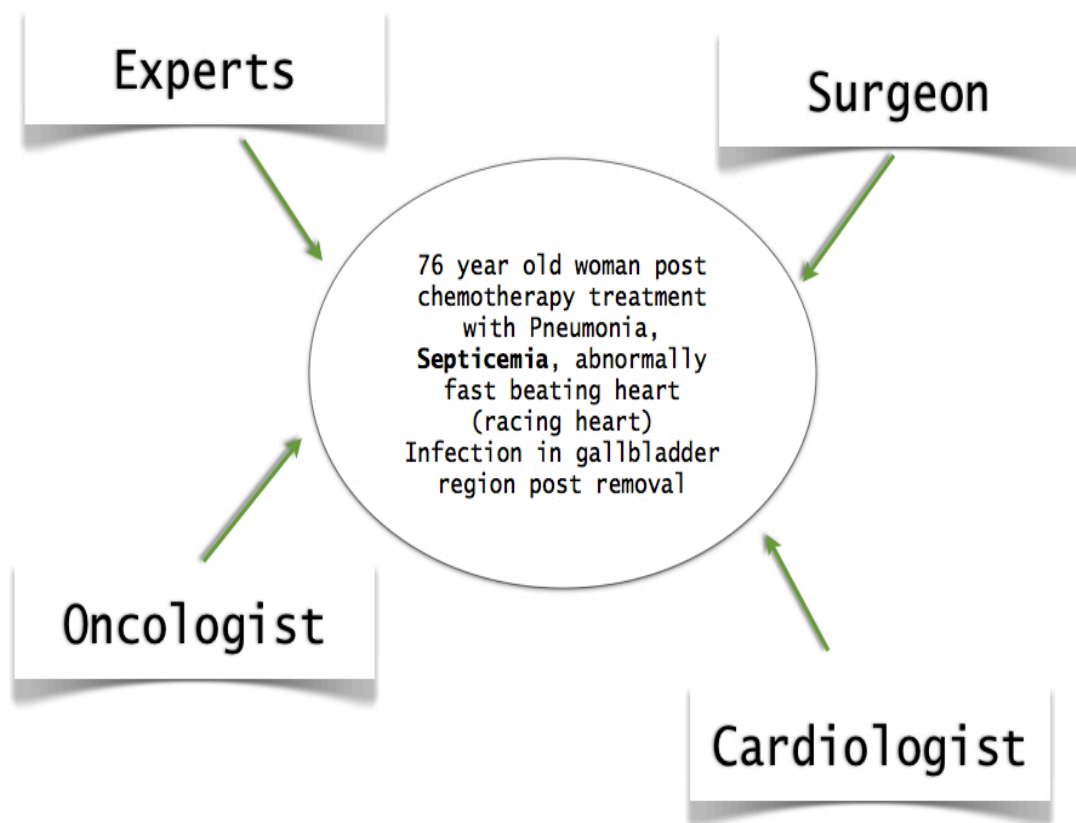 Experts
Surgeon
76 year old woman post
chemotherapy treatment
with Pneumonia,
Septicemia, abnormally
fast beating heart
(racing heart)
Infection in gallbladder
region post removal
Oncologist
Cardiologist